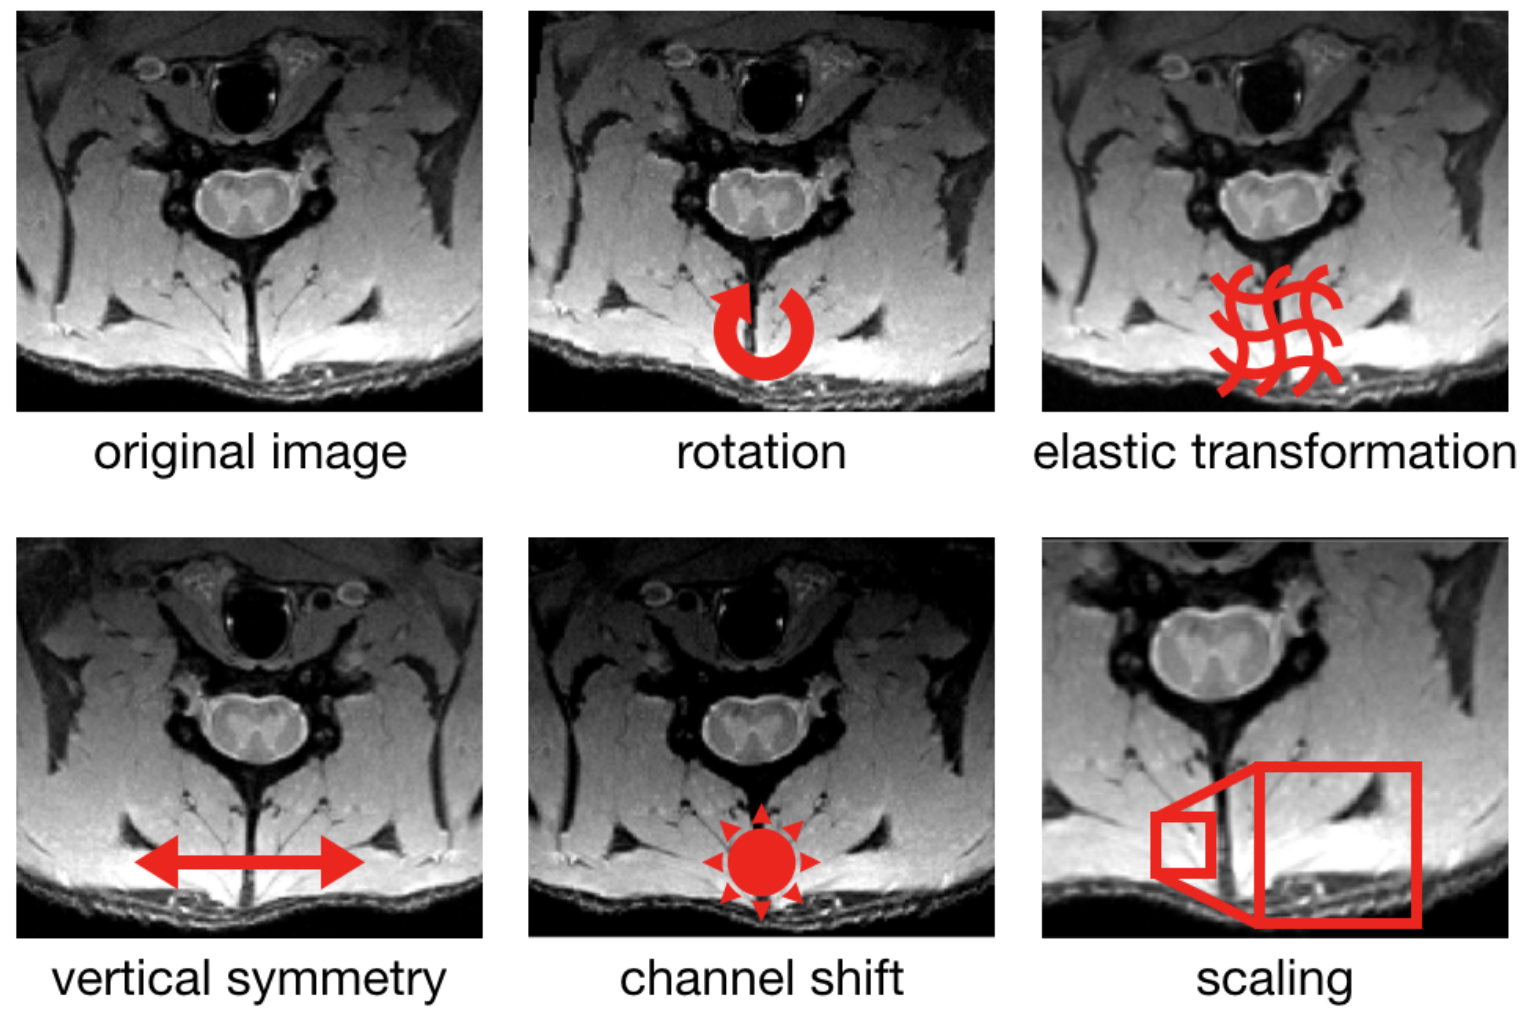 original image
rotation
elastic transformation
vertical symmetry
channel shift
scaling